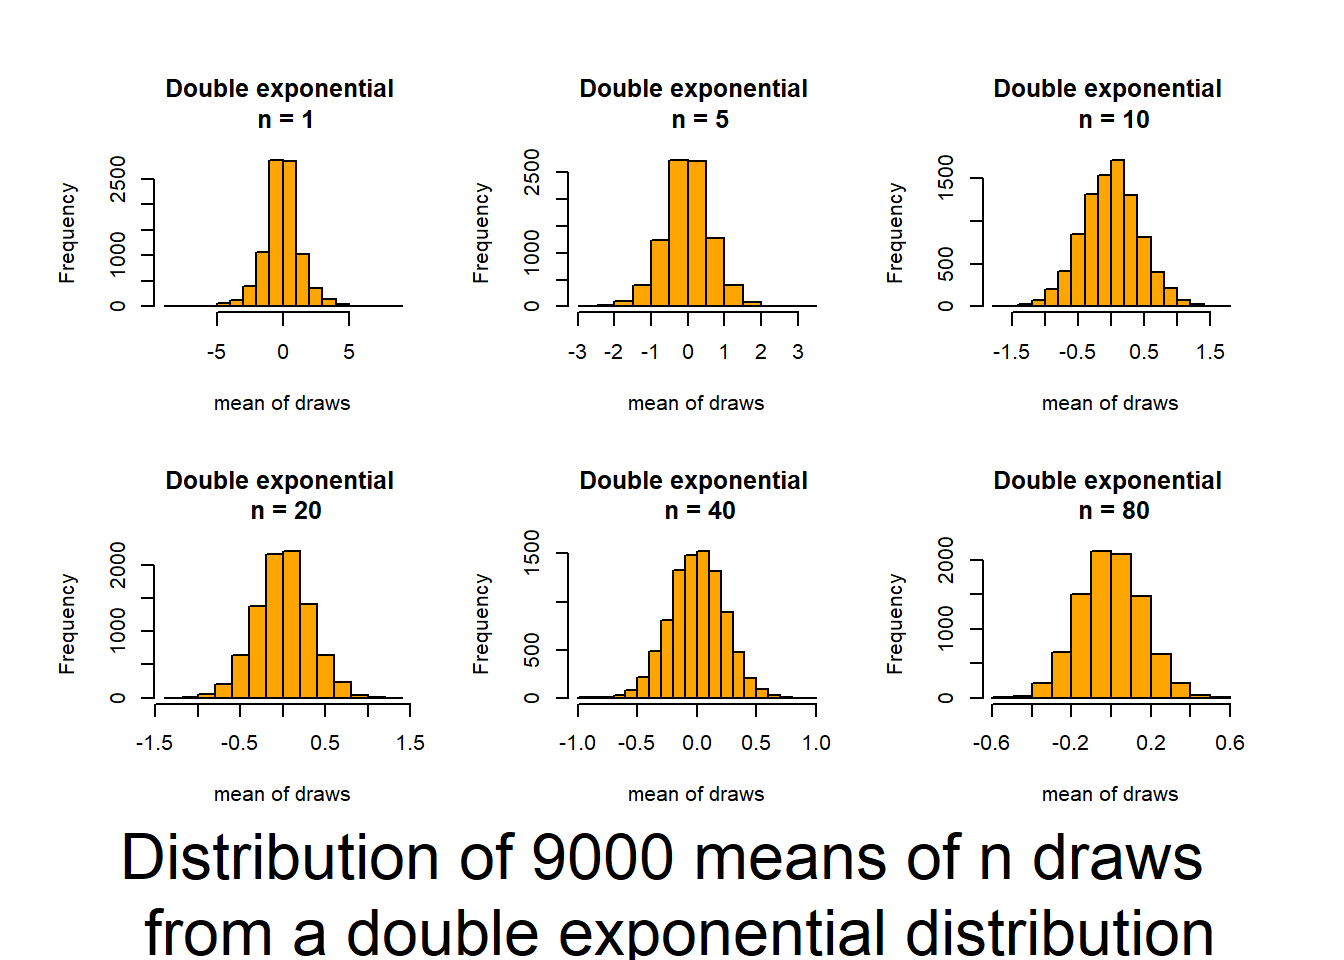 Double exponential
n = 1
Frequency
0
1000
2500
-5 0 5
mean of draws
Double exponential
n = 5
Frequency
0
1000
2500
-3 -2 -1 0 1 2 3
mean of draws
Double exponential
n = 10
Frequency
0
500
1500
-1.5 -0.5 0.5 1.5
mean of draws
Double exponential
n = 20
Frequency
0
1000
2000
-1.5 -0.5 0.5 1.5
mean of draws
Double exponential
n = 40
Frequency
0
500
1500
-1.0 -0.5 0.0 0.5 1.0
mean of draws
Double exponential
n = 80
Frequency
0
1000
2000
-0.6 -0.2 0.2 0.6
mean of draws
Distribution of 9000 means of n draws
from a double exponential distribution